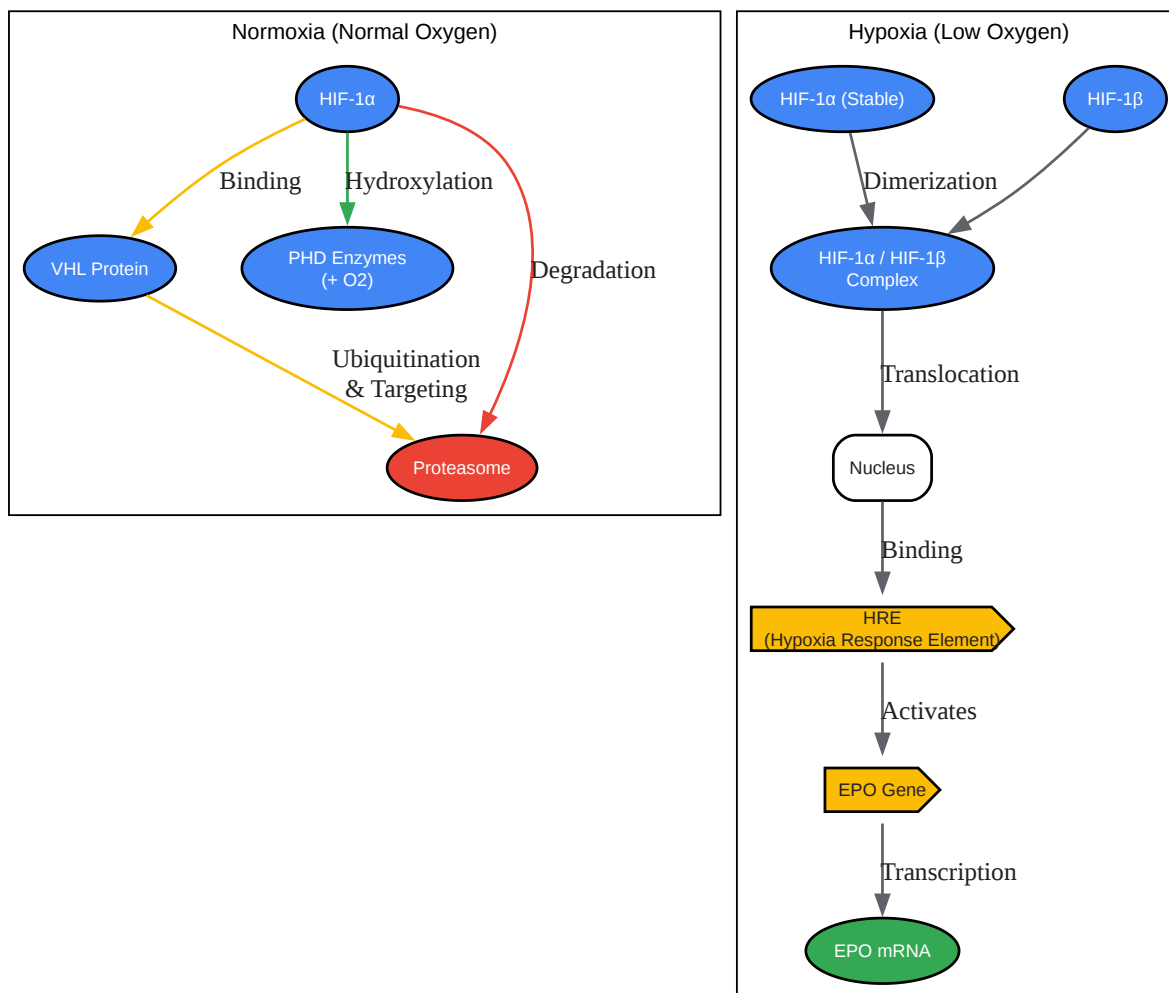 Normoxia (Normal Oxygen)
HIF-1α
Binding
Hydroxylation
VHL Protein
PHD Enzymes
(+ O2)
Degradation
Ubiquitination
& Targeting
Proteasome
Hypoxia (Low Oxygen)
HIF-1α (Stable)
HIF-1β
Dimerization
HIF-1α / HIF-1β
Complex
Translocation
Nucleus
Binding
HRE
(Hypoxia Response Element)
Activates
EPO Gene
Transcription
EPO mRNA